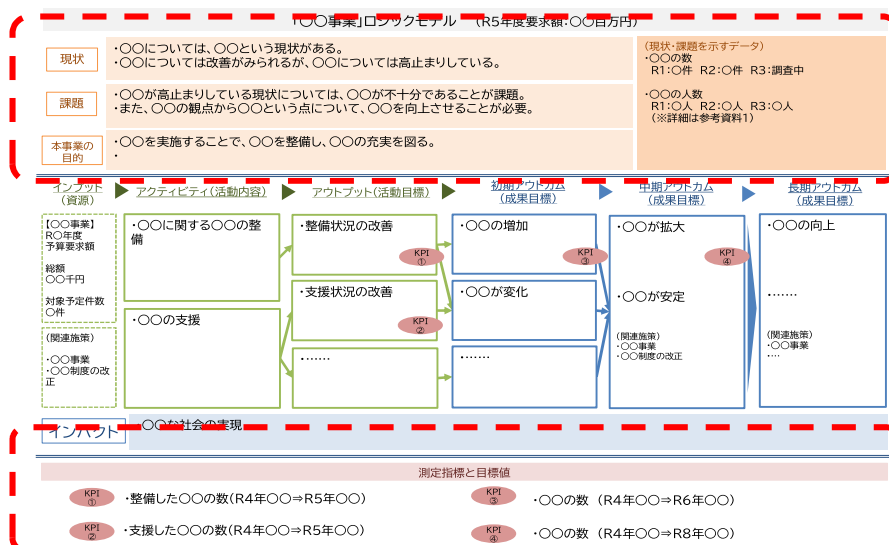 「〇〇事業」ロジックモデル （R5年度要求額：〇〇百万円）
現状
・〇〇については、〇〇という現状がある。
・〇〇については改善がみられるが、〇〇については高止まりしている。
課題
・〇〇が高止まりしている現状については、〇〇が不十分であることが課題。
・また、〇〇の観点から〇〇という点について、〇〇を向上させることが必要。
本事業の
目的
・〇〇を実施することで、〇〇を整備し、〇〇の充実を図る。
・
（現状・課題を示すデータ）
・〇〇の数
R1：〇件 R2：〇件 R3：調査中
・〇〇の人数
R1：〇人 R2：〇人 R3：〇人
（※詳細は参考資料1）
インプット
（資源）
アクティビティ（活動内容）
アウトプット（活動目標）
初期アウトカム
（成果目標）
中期アウトカム
（成果目標）
長期アウトカム
（成果目標）
【〇〇事業】
R〇年度
予算要求額
総額
〇〇千円
対象予定件数
〇件
（関連施策）
・〇〇事業
・〇〇制度の改
正
・〇〇に関する〇〇の整
備
・〇〇の支援
・整備状況の改善
KPI
①
・支援状況の改善
KPI
②
・……
・〇〇の増加
KPI
③
・〇〇が変化
・……
・〇〇が拡大
KPI
④
・〇〇が安定
（関連施策）
・〇〇事業
・〇〇制度の改正
・〇〇の向上
・……
（関連施策）
・〇〇事業
・…
インパクト
・〇〇な社会の実現
測定指標と目標値
KPI
①
・整備した〇〇の数（R4年〇〇⇒R5年〇〇）
KPI
②
・支援した〇〇の数（R4年〇〇⇒R5年〇〇）
KPI
③
・〇〇の数 （R4年〇〇⇒R6年〇〇）
KPI
④
・〇〇の数 （R4年〇〇⇒R8年〇〇）